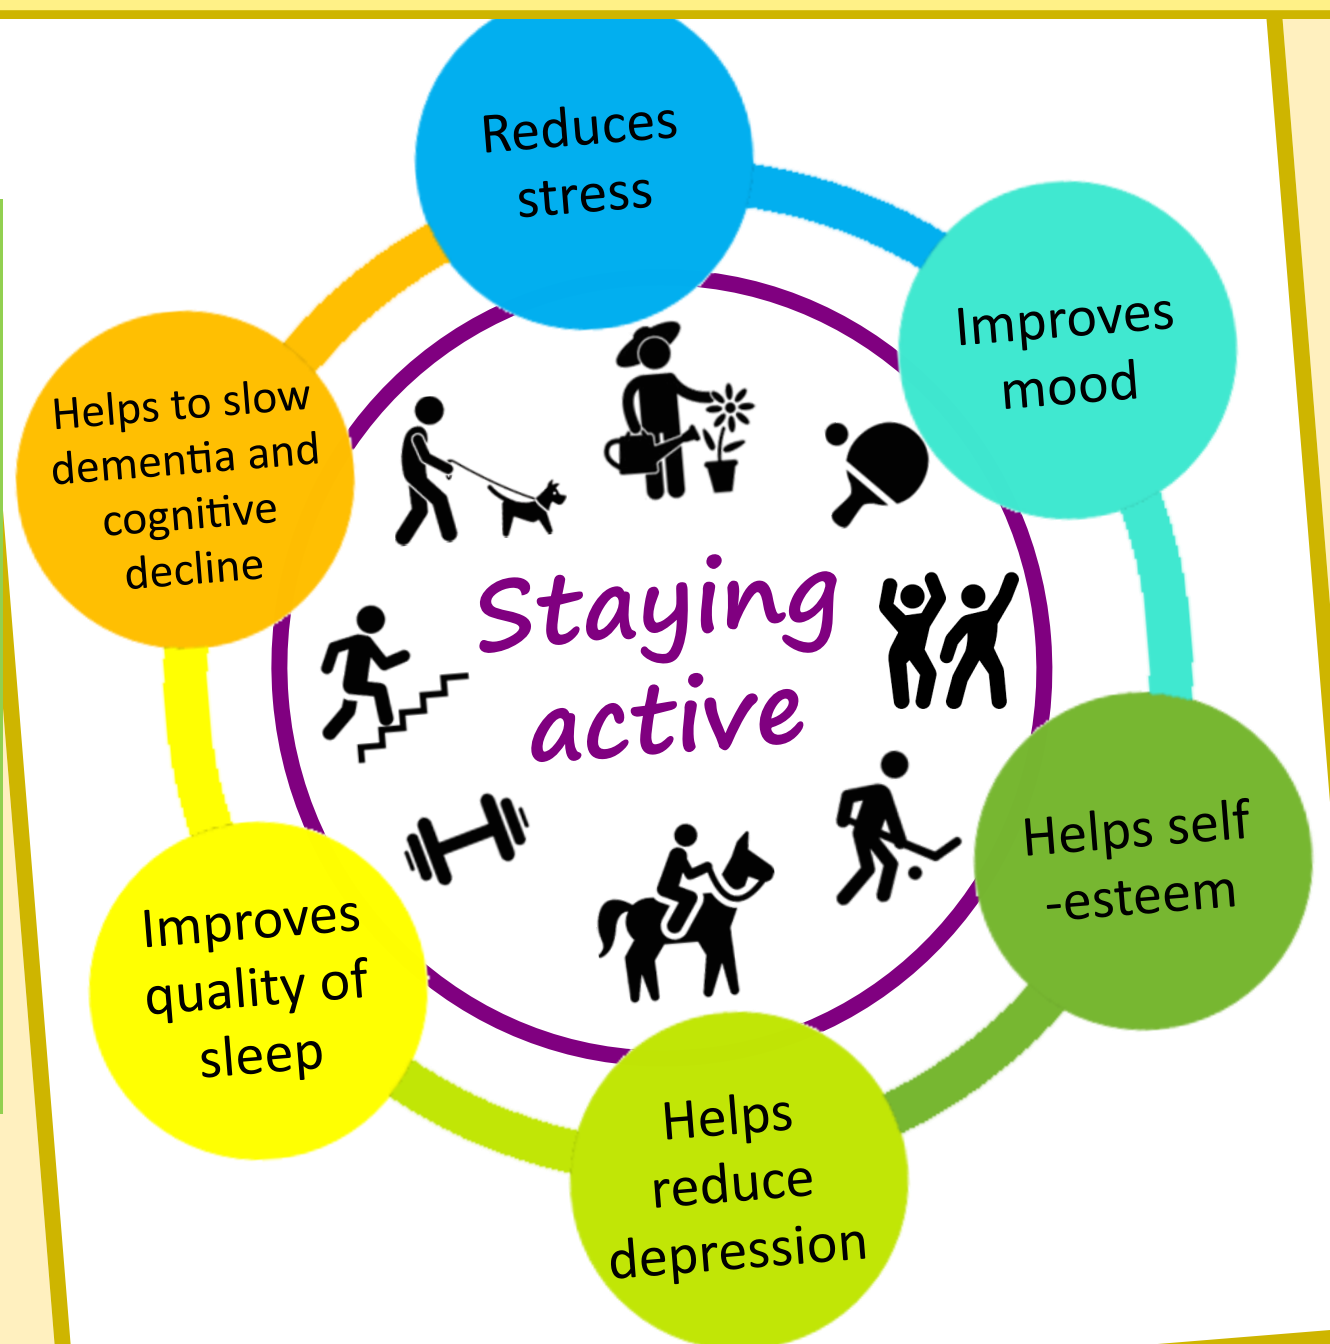 Reduces
stress
Improves
mood
Helps to slow
dementia and
cognitive
decline
Staying
active
Helps self
-esteem
Improves
quality of
sleep
Helps
reduce
depression